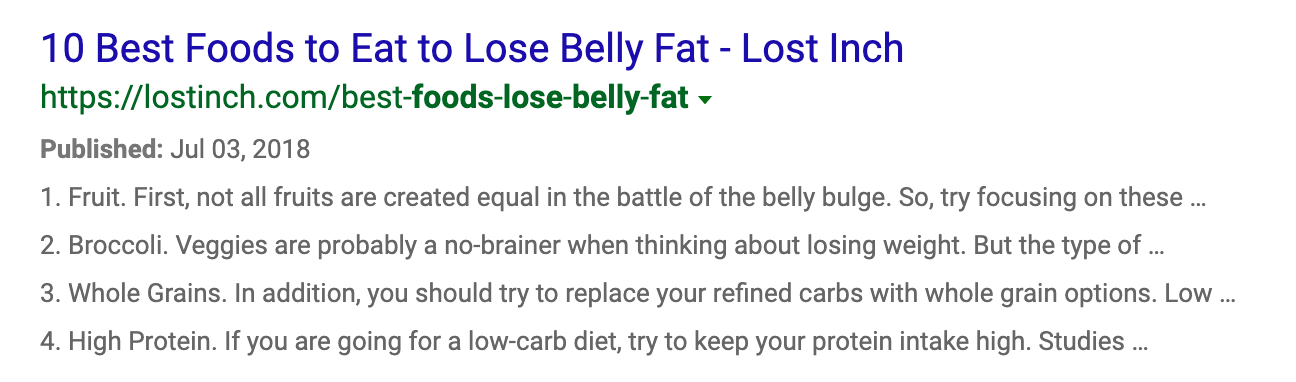 10 Best Foods to Eat to Lose Belly Fat - Lost Inch
https://lostinch.com/best-foods-lose-belly-fat
Published: Jul 03, 2018
1. Fruit. First, not all fruits are created equal in the battle of the belly bulge. So, try focusing on these ...
2. Broccoli. Veggies are probably a no-brainer when thinking about losing weight. But the type of ...
3. Whole Grains. In addition, you should try to replace your refined carbs with whole grain options. Low ...
4. High Protein. If you are going for a low-carb diet, try to keep your protein intake high. Studies ...